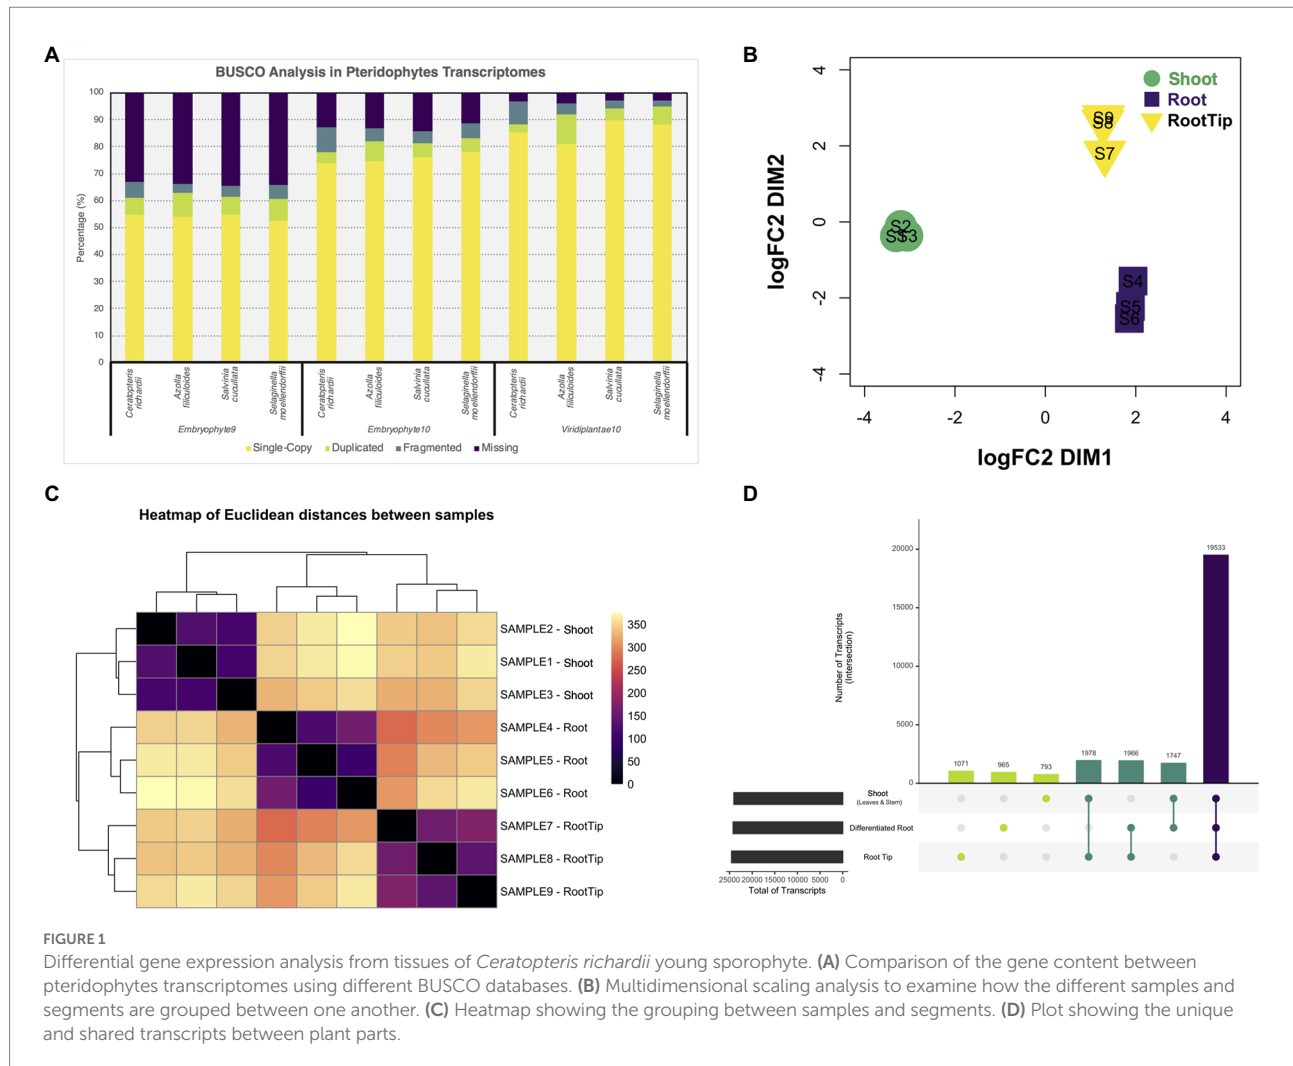 A
BUSCO Analysis in Pteridophytes Transcriptomes
Percentage (%)
100
90
80
70
60
50
40
30
20
10
0
Ceratopteris richardii
Azolla filiculoides
Salvinia cucullata
Selaginella moellendorffii
Ceratopteris richardii
Azolla filiculoides
Salvinia cucullata
Selaginella moellendorffii
Ceratopteris richardii
Azolla filiculoides
Salvinia cucullata
Selaginella moellendorffii
Embryophyte9
Embryophyte10
Viridiplantae10
Single-Copy Duplicated Fragmented Missing
B
logFC2 DIM2
4
2
0
-2
-4
Shoot
Root
RootTip
S9
S8
S7
S2
S1
S3
S4
S5
S6
-4 -2 0 2 4
logFC2 DIM1
C
Heatmap of Euclidean distances between samples
SAMPLE2 - Shoot
SAMPLE1 - Shoot
SAMPLE3 - Shoot
SAMPLE4 - Root
SAMPLE5 - Root
SAMPLE6 - Root
SAMPLE7 - RootTip
SAMPLE8 - RootTip
SAMPLE9 - RootTip
350
300
250
200
150
100
50
0
D
Number of Transcripts
(Intersection)
20000
15000
10000
5000
0
1071
965
793
1978
1966
1747
19533
Shoot
(Leaves & Stem)
Differentiated Root
Root Tip
25000 20000 15000 10000 5000 0
Total of Transcripts
FIGURE 1
Differential gene expression analysis from tissues of Ceratopteris richardii young sporophyte. (A) Comparison of the gene content between
pteridophytes transcriptomes using different BUSCO databases. (B) Multidimensional scaling analysis to examine how the different samples and
segments are grouped between one another. (C) Heatmap showing the grouping between samples and segments. (D) Plot showing the unique
and shared transcripts between plant parts.